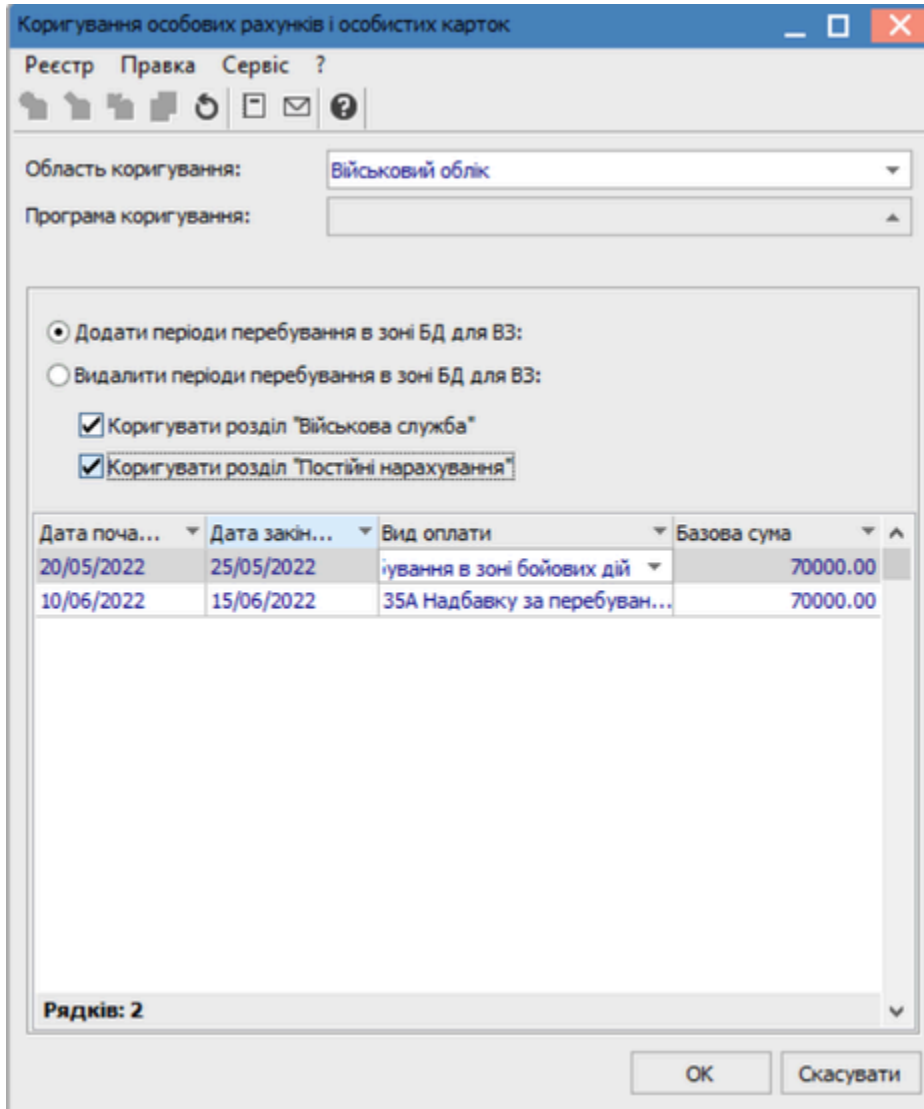 Коригування особових рахунків і особистих карток
Реєстр Правка Сервіс ?
Область коригування: Військовий облік
Програма коригування:
Додати періоди перебування в зоні БД для ВЗ:
Видалити періоди перебування в зоні БД для ВЗ:
Коригувати розділ "Військова служба"
Коригувати розділ "Постійні нарахування"
Дата поча... Дата закін... Вид оплати Базова сума
20/05/2022 25/05/2022 ування в зоні бойових дій 70000.00
10/06/2022 15/06/2022 35А Надбавку за перебуван... 70000.00
Рядків: 2
ОК Скасувати